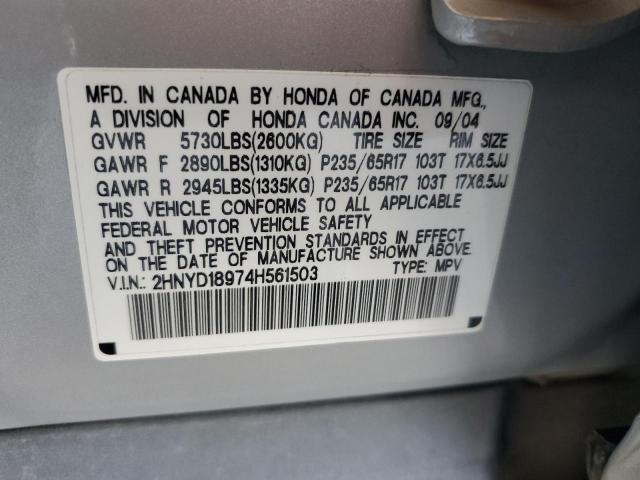 MFD. IN CANADA BY HONDA OF CANADA MFG.,
A DIVISION OF HONDA CANADA INC. 09/04
GVWR 5730LBS(2600KG) TIRE SIZE RIM SIZE
GAWR F 2890LBS(1310KG) P235/65R17 103T 17X6.5JJ
GAWR R 2945LBS(1335KG) P235/65R17 103T 17X6.5JJ
THIS VEHICLE CONFORMS TO ALL APPLICABLE
FEDERAL MOTOR VEHICLE SAFETY
AND THEFT PREVENTION STANDARDS IN EFFECT
ON THE DATE OF MANUFACTURE SHOWN ABOVE.
V.I.N.: 2HNYD18974H561503 TYPE: MPV